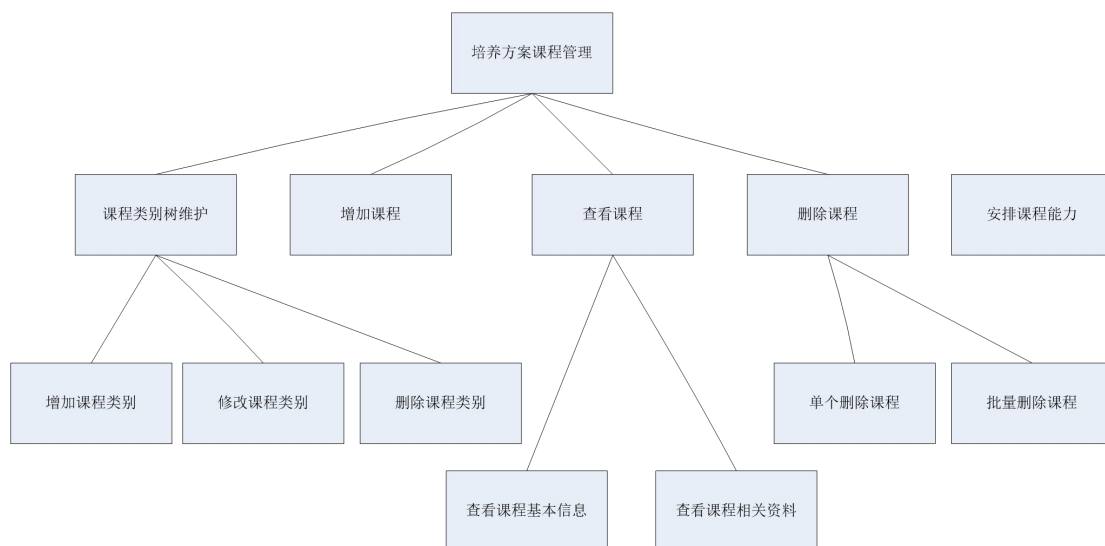 培养方案课程管理
课程类别树维护
增加课程
查看课程
删除课程
安排课程能力
增加课程类别
修改课程类别
删除课程类别
单个删除课程
批量删除课程
查看课程基本信息
查看课程相关资料